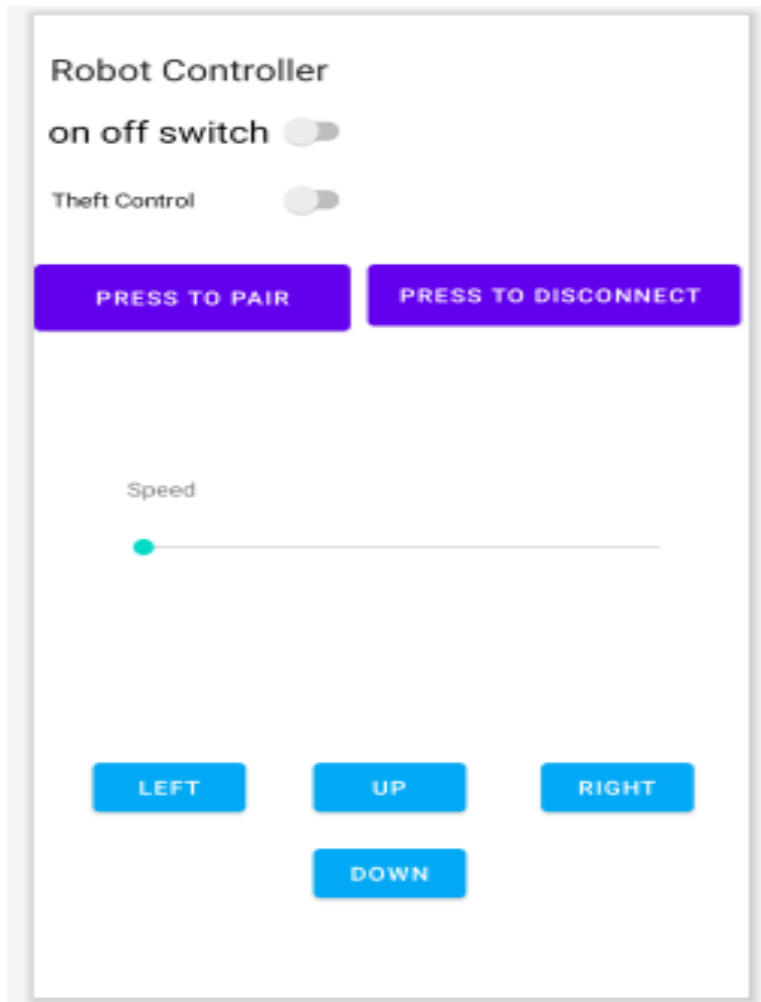 Robot Controller
on off switch
Theft Control
PRESS TO PAIR
PRESS TO DISCONNECT
Speed
LEFT
UP
RIGHT
DOWN